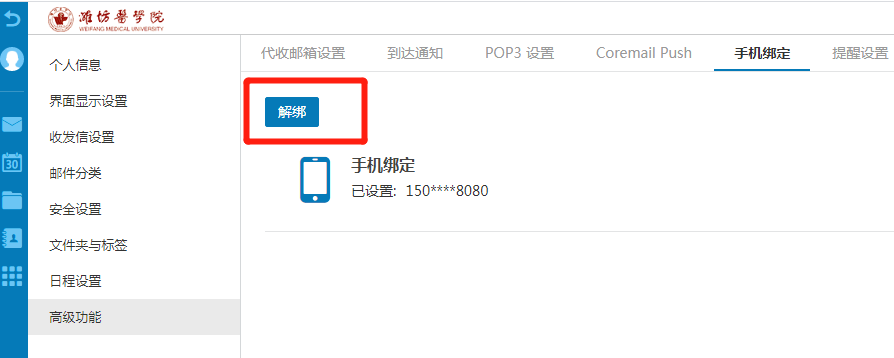 潍坊醫学院
WEIFANG MEDICAL UNIVERSITY
代收邮箱设置 到达通知 POP3 设置 Coremail Push 手机绑定 提醒设置
个人信息
界面显示设置
收发信设置
邮件分类
安全设置
文件夹与标签
日程设置
高级功能
解绑
手机绑定
已设置: 150****8080
30